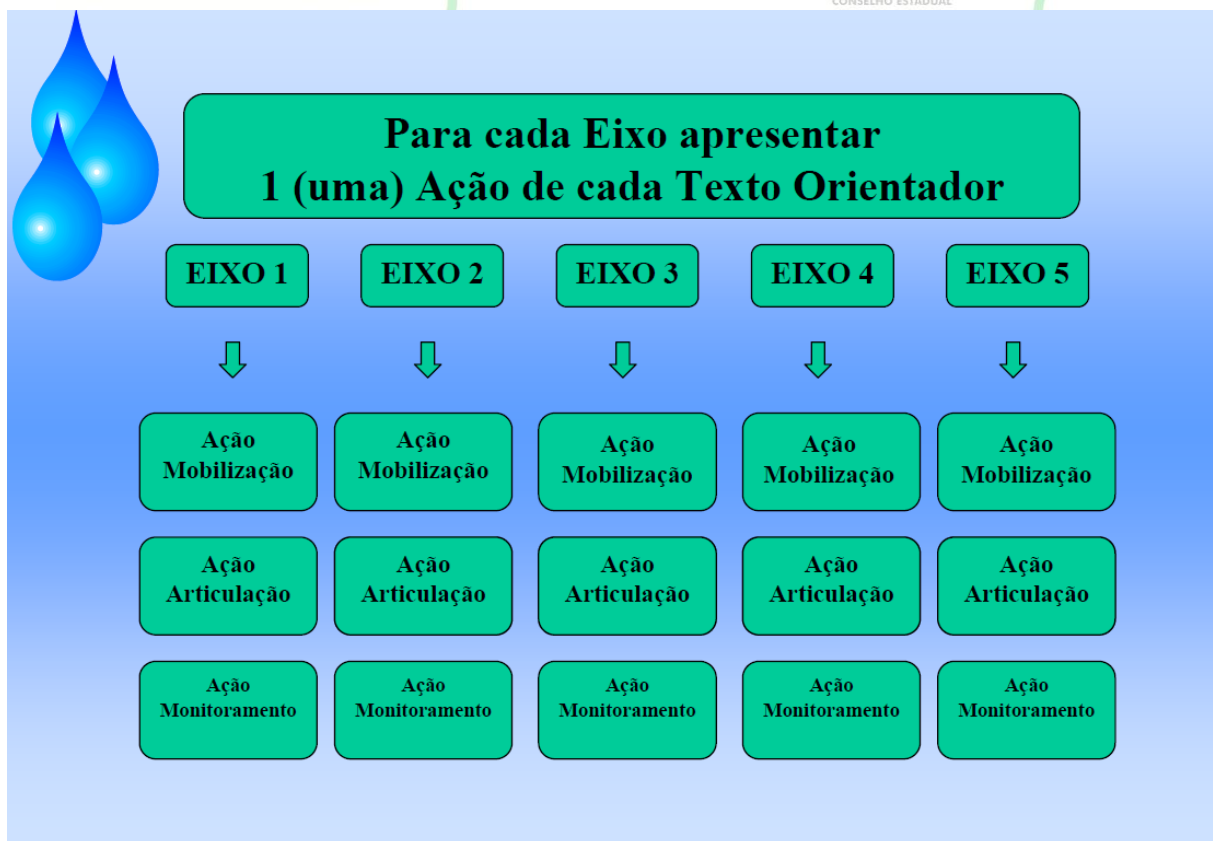 CONSELHO ESTADUAL
Para cada Eixo apresentar
1 (uma) Ação de cada Texto Orientador
EIXO 1
EIXO 2
EIXO 3
EIXO 4
EIXO 5
Ação
Mobilização
Ação
Mobilização
Ação
Mobilização
Ação
Mobilização
Ação
Mobilização
Ação
Articulação
Ação
Articulação
Ação
Articulação
Ação
Articulação
Ação
Articulação
Ação
Monitoramento
Ação
Monitoramento
Ação
Monitoramento
Ação
Monitoramento
Ação
Monitoramento